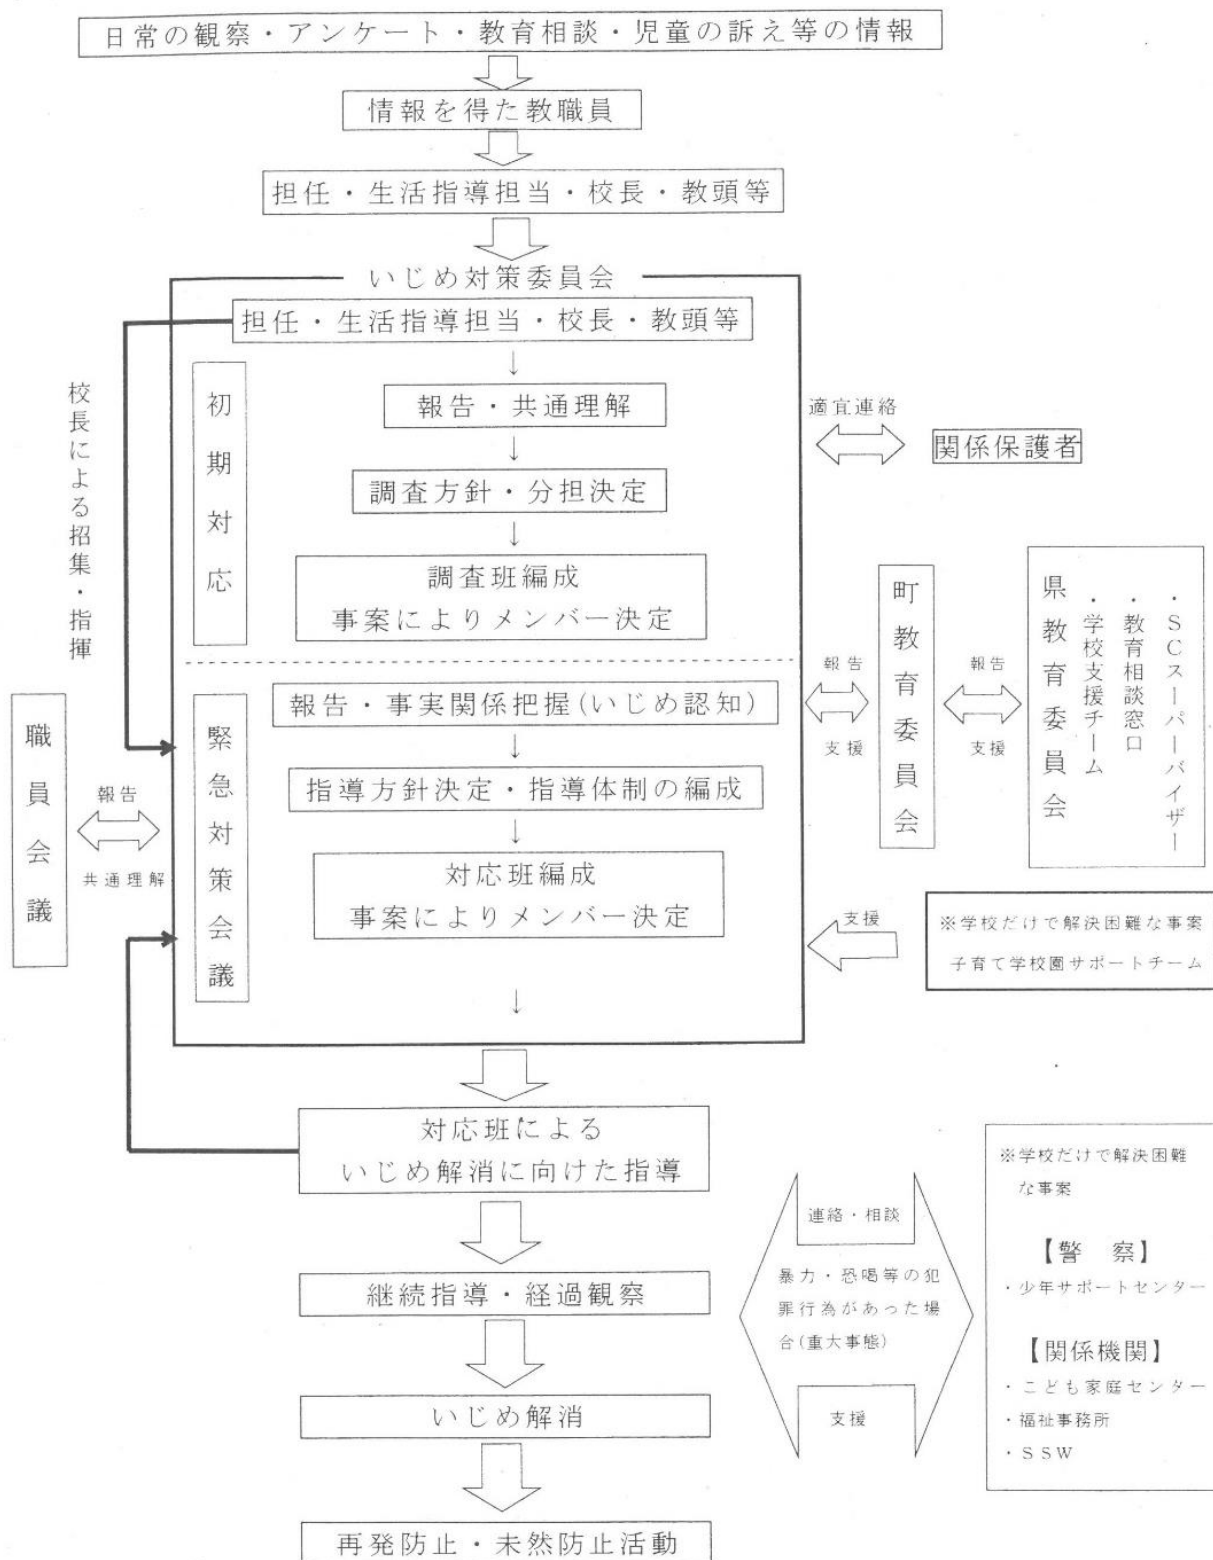 日常の観察・アンケート・教育相談・児童の訴え等の情報
情報を得た教職員
担任・生活指導担当・校長・教頭等
いじめ対策委員会
担任・生活指導担当・校長・教頭等
校長による招集・指揮
初期対応
報告・共通理解
調査方針・分担決定
調査班編成
事案によりメンバー決定
適宜連絡
関係保護者
緊急対策会議
報告・事実関係把握(いじめ認知)
指導方針決定・指導体制の編成
対応班編成
事案によりメンバー決定
職員会議
報告
共通理解
報告
支援
町教育委員会
報告
支援
県教育委員会
・学校支援チーム
・教育相談窓口
・SCスーパーバイザー
支援
※学校だけで解決困難な事案
子育て学校園サポートチーム
対応班による
いじめ解消に向けた指導
継続指導・経過観察
いじめ解消
再発防止・未然防止活動
連絡・相談
暴力・恐喝等の犯
罪行為があった場
合(重大事態)
支援
※学校だけで解決困難
な事案
【警 察】
・少年サポートセンター
【関係機関】
・こども家庭センター
・福祉事務所
・SSW